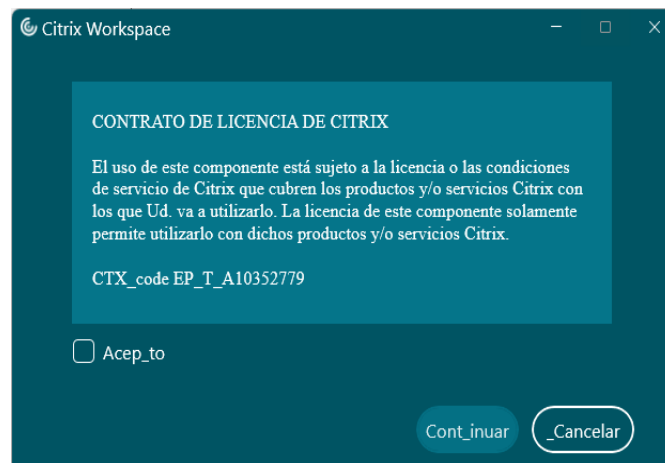 Citrix Workspace
CONTRATO DE LICENCIA DE CITRIX
El uso de este componente está sujeto a la licencia o las condiciones
de servicio de Citrix que cubren los productos y/o servicios Citrix con
los que Ud. va a utilizarlo. La licencia de este componente solamente
permite utilizarlo con dichos productos y/o servicios Citrix.
CTX_code EP_T_A10352779
Acep_to
Cont_inuar
_Cancelar